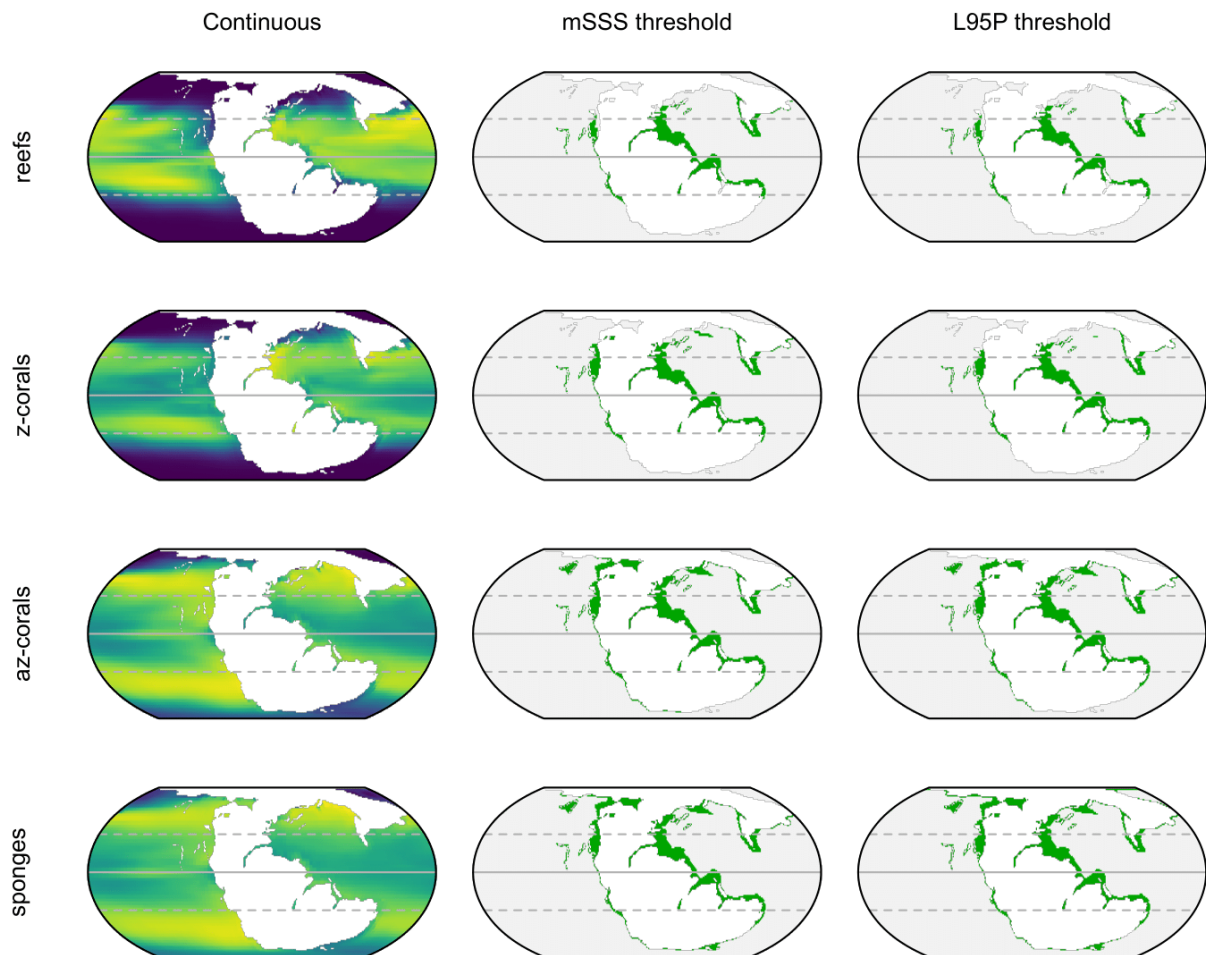 Continuous
mSSS threshold
L95P threshold
reefs
z-corals
az-corals
sponges